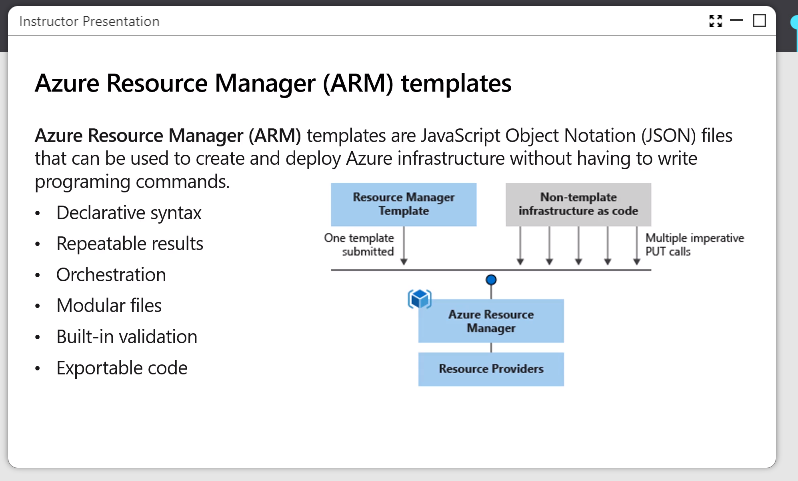 Instructor Presentation
Azure Resource Manager (ARM) templates
Azure Resource Manager (ARM) templates are JavaScript Object Notation (JSON) files
that can be used to create and deploy Azure infrastructure without having to write
programing commands.
• Declarative syntax
• Repeatable results
• Orchestration
• Modular files
• Built-in validation
• Exportable code
Resource Manager
Template
Non-template
infrastructure as code
One template
submitted
Multiple imperative
PUT calls
Azure Resource
Manager
Resource Providers